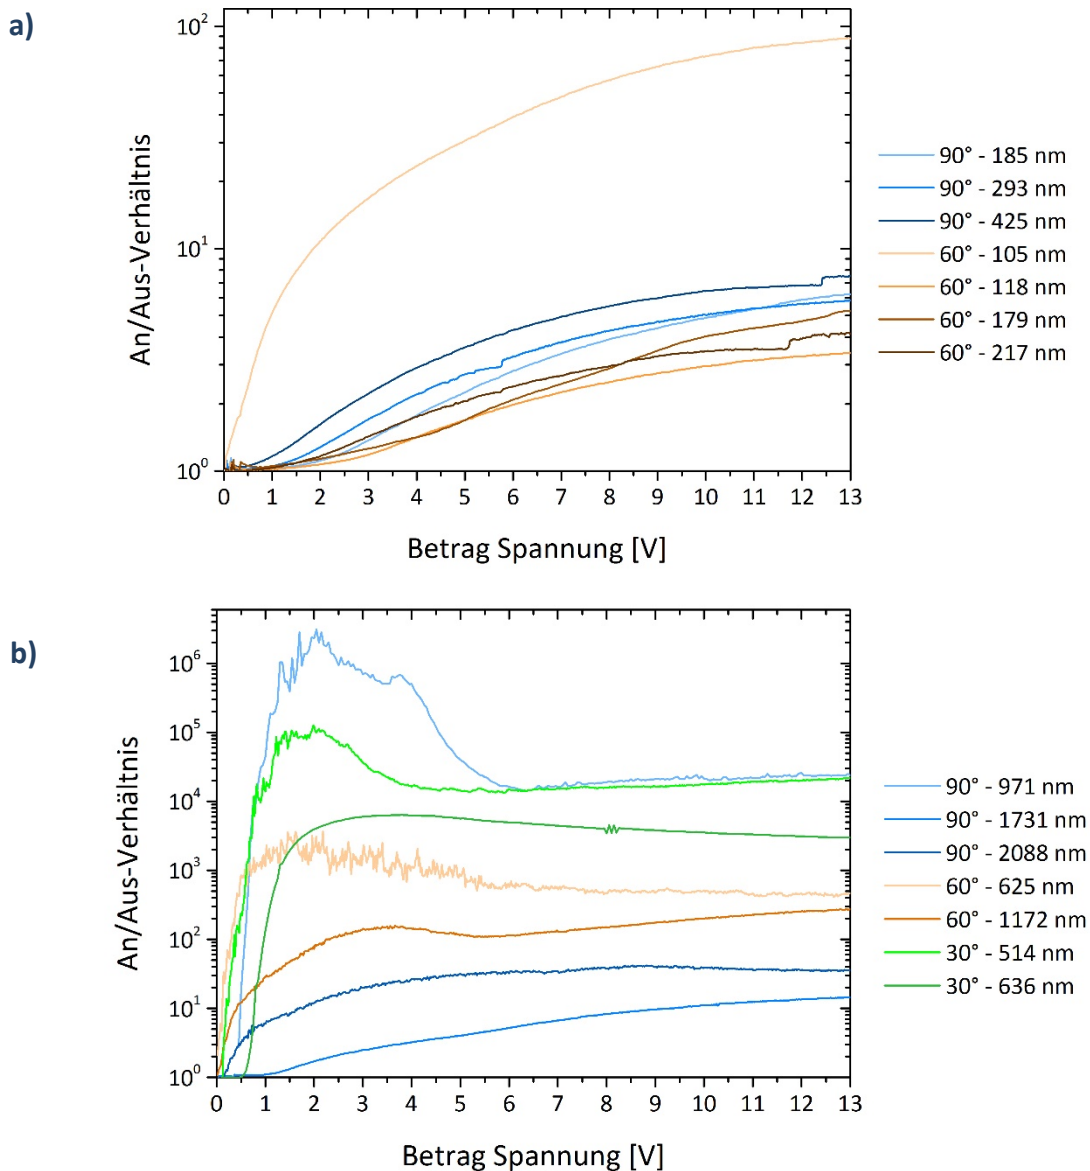 a)
10²
10¹
10⁰
An/Aus-Verhältnis
0 1 2 3 4 5 6 7 8 9 10 11 12 13
Betrag Spannung [V]
90° - 185 nm
90° - 293 nm
90° - 425 nm
60° - 105 nm
60° - 118 nm
60° - 179 nm
60° - 217 nm
b)
10⁶
10⁵
10⁴
10³
10²
10¹
10⁰
An/Aus-Verhältnis
0 1 2 3 4 5 6 7 8 9 10 11 12 13
Betrag Spannung [V]
90° - 971 nm
90° - 1731 nm
90° - 2088 nm
60° - 625 nm
60° - 1172 nm
30° - 514 nm
30° - 636 nm